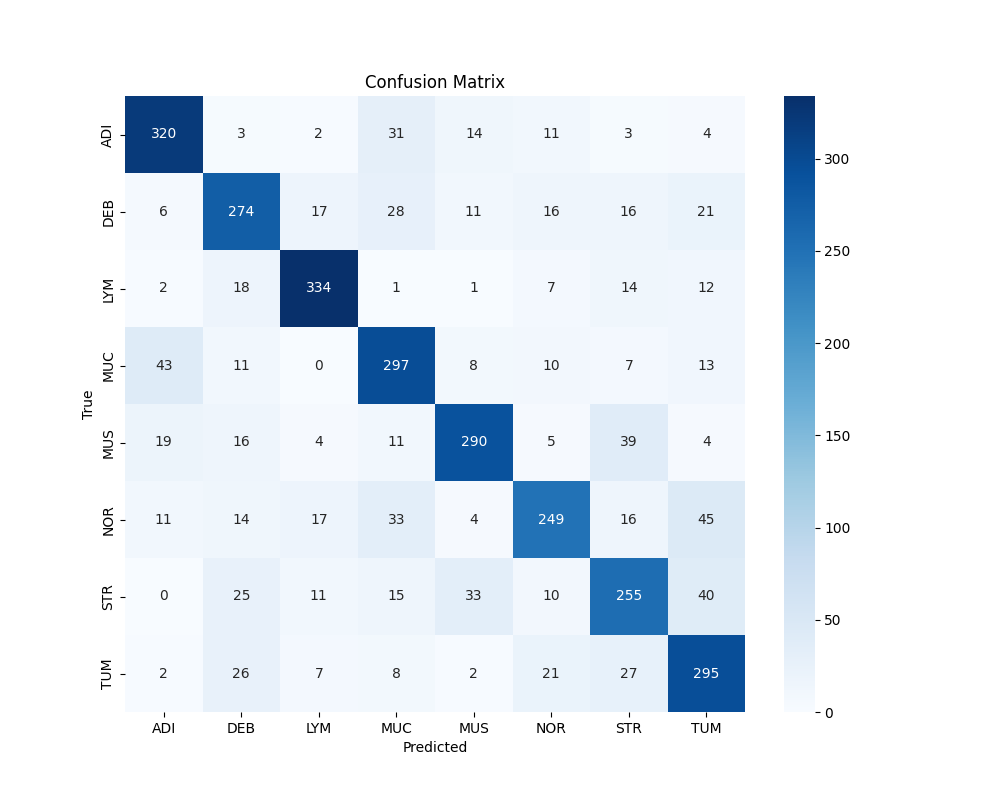 Confusion Matrix
ADI 320 3 2 31 14 11 3 4
DEB 6 274 17 28 11 16 16 21
LYM 2 18 334 1 1 7 14 12
MUC 43 11 0 297 8 10 7 13
MUS 19 16 4 11 290 5 39 4
NOR 11 14 17 33 4 249 16 45
STR 0 25 11 15 33 10 255 40
TUM 2 26 7 8 2 21 27 295
ADI DEB LYM MUC MUS NOR STR TUM
Predicted
True
300
250
200
150
100
50
0